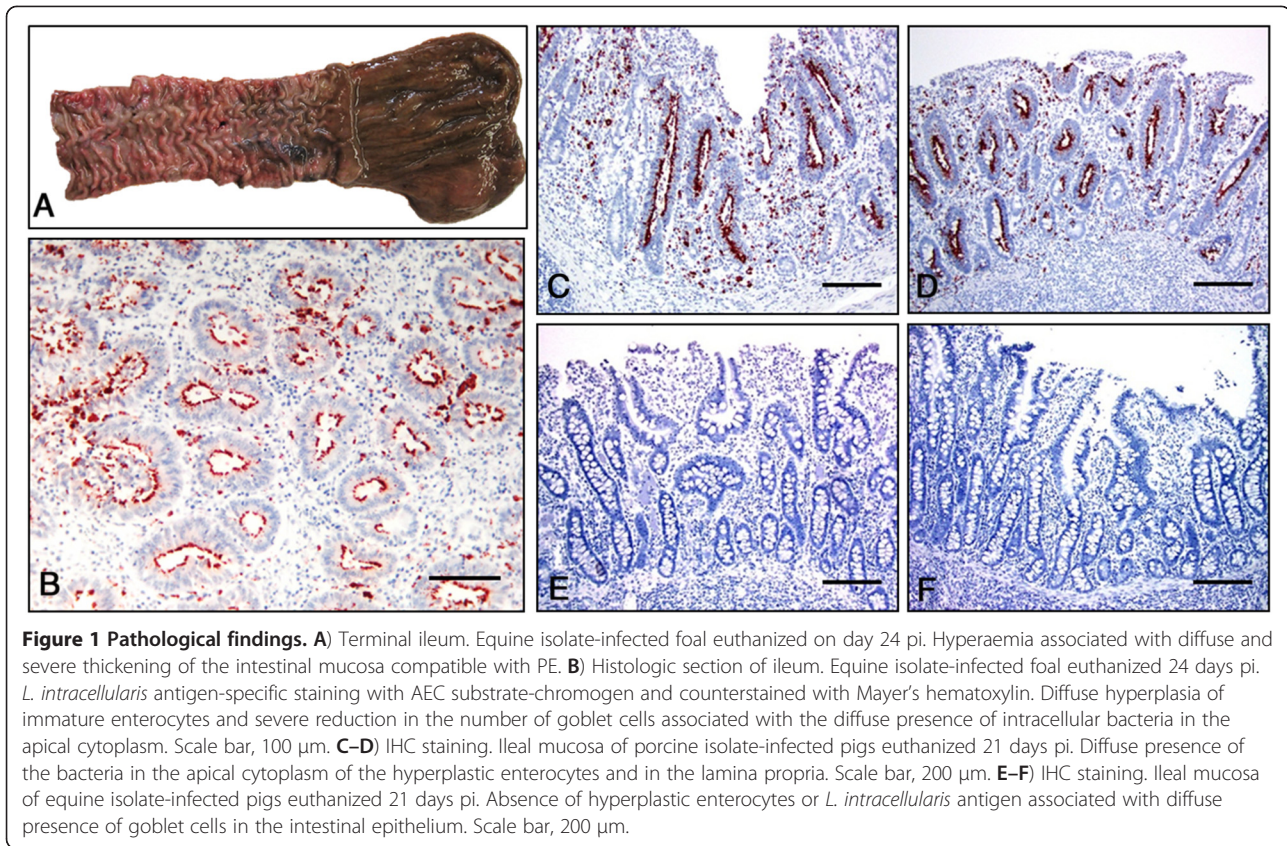 A
B
C
D
E
F
Figure 1 Pathological findings. A) Terminal ileum. Equine isolate-infected foal euthanized on day 24 pi. Hyperaemia associated with diffuse and
severe thickening of the intestinal mucosa compatible with PE. B) Histologic section of ileum. Equine isolate-infected foal euthanized 24 days pi.
L. intracellularis antigen-specific staining with AEC substrate-chromogen and counterstained with Mayer's hematoxylin. Diffuse hyperplasia of
immature enterocytes and severe reduction in the number of goblet cells associated with the diffuse presence of intracellular bacteria in the
apical cytoplasm. Scale bar, 100 μm. C–D) IHC staining. Ileal mucosa of porcine isolate-infected pigs euthanized 21 days pi. Diffuse presence of
the bacteria in the apical cytoplasm of the hyperplastic enterocytes and in the lamina propria. Scale bar, 200 μm. E–F) IHC staining. Ileal mucosa
of equine isolate-infected pigs euthanized 21 days pi. Absence of hyperplastic enterocytes or L. intracellularis antigen associated with diffuse
presence of goblet cells in the intestinal epithelium. Scale bar, 200 μm.